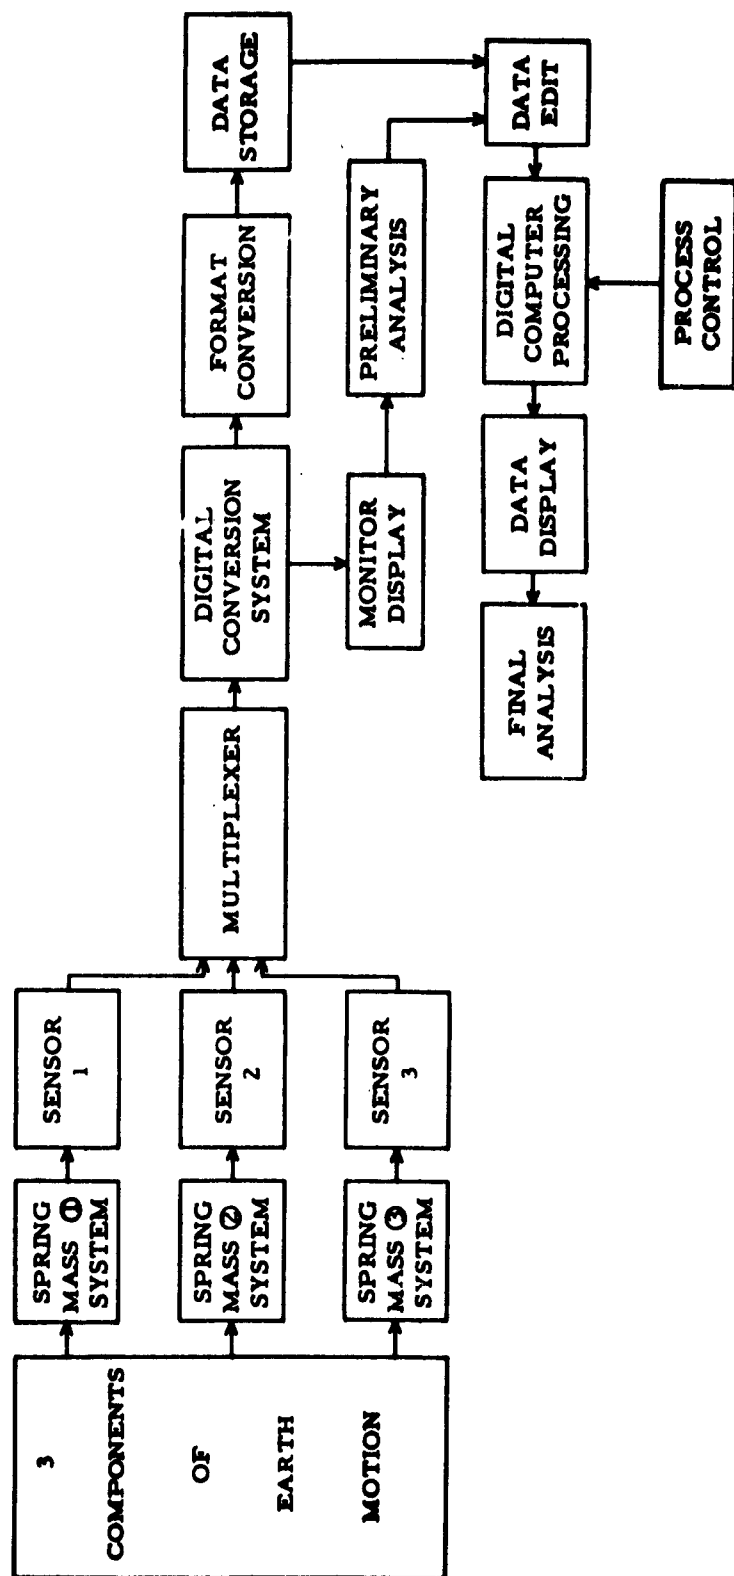 3
COMPONENTS
OF
EARTH
MOTION
SPRING
MASS ①
SYSTEM
SENSOR
1
SPRING
MASS ②
SYSTEM
SENSOR
2
SPRING
MASS ③
SYSTEM
SENSOR
3
MULTIPLEXER
DIGITAL
CONVERSION
SYSTEM
FORMAT
CONVERSION
DATA
STORAGE
MONITOR
DISPLAY
PRELIMINARY
ANALYSIS
DATA
EDIT
DIGITAL
COMPUTER
PROCESSING
PROCESS
CONTROL
DATA
DISPLAY
FINAL
ANALYSIS